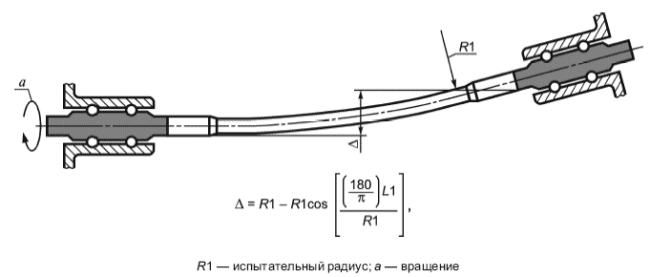 R1
a
Δ
Δ = R1 – R1cos [((180/π)L1)/R1],
R1 — испытательный радиус; a — вращение